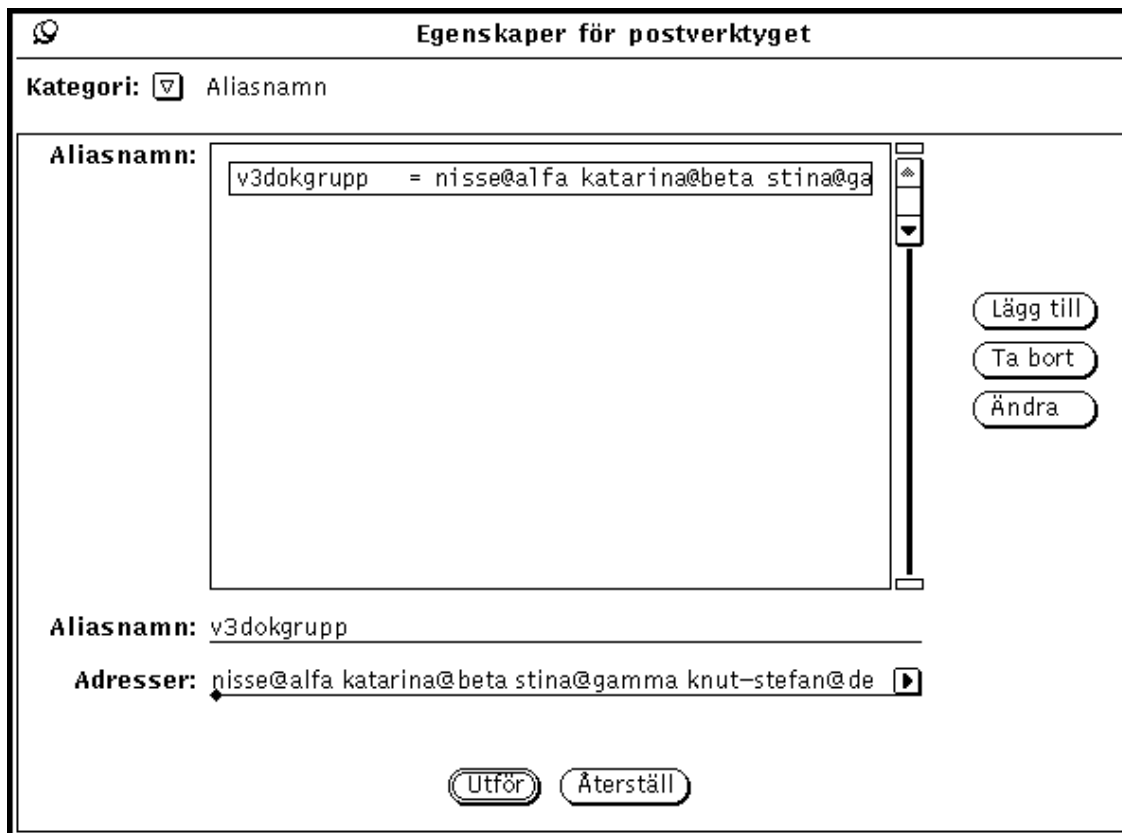 Egenskaper för postverktyget
Kategori: Aliasnamn
Aliasnamn:
v3dokgrupp = nisse@alfa katarina@beta stina@ga
Lägg till
Ta bort
Ändra
Aliasnamn: v3dokgrupp
Adresser: nisse@alfa katarina@beta stina@gamma knut-stefan@de
Utför Återställ